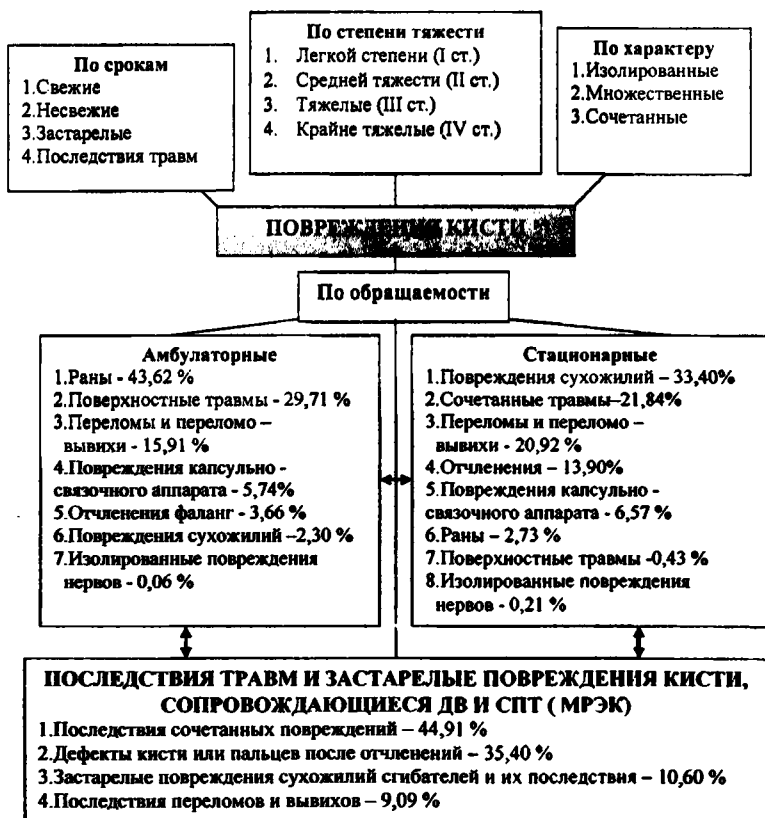 По срокам
1.Свежие
2.Несвежие
3.Застарелые
4.Последствия травм
По степени тяжести
1. Легкой степени (I ст.)
2. Средней тяжести (II ст.)
3. Тяжелые (III ст.)
4. Крайне тяжелые (IV ст.)
По характеру
1.Изолированные
2.Множественные
3.Сочетанные
ПОВРЕЖДЕНИЯ КИСТИ
По обращаемости
Амбулаторные
1.Раны - 43,62 %
2.Поверхностные травмы - 29,71 %
3.Переломы и переломо –
вывихи - 15,91 %
4.Повреждения капсульно -
связочного аппарата - 5,74%
5.Отчленения фаланг - 3,66 %
6.Повреждения сухожилий –2,30 %
7.Изолированные повреждения
нервов - 0,06 %
Стационарные
1.Повреждения сухожилий – 33,40%
2.Сочетанные травмы–21,84%
3.Переломы и переломо –
вывихи – 20,92 %
4.Отчленения – 13,90%
5.Повреждения капсульно -
связочного аппарата - 6,57 %
6.Раны – 2,73 %
7.Поверхностные травмы -0,43 %
8.Изолированные повреждения
нервов - 0,21 %
ПОСЛЕДСТВИЯ ТРАВМ И ЗАСТАРЕЛЫЕ ПОВРЕЖДЕНИЯ КИСТИ,
СОПРОВОЖДАЮЩИЕСЯ ДВ И СПТ ( МРЭК)
1.Последствия сочетанных повреждений – 44,91 %
2.Дефекты кисти или пальцев после отчленений – 35,40 %
3.Застарелые повреждения сухожилий сгибателей и их последствия – 10,60 %
4.Последствия переломов и вывихов – 9,09 %